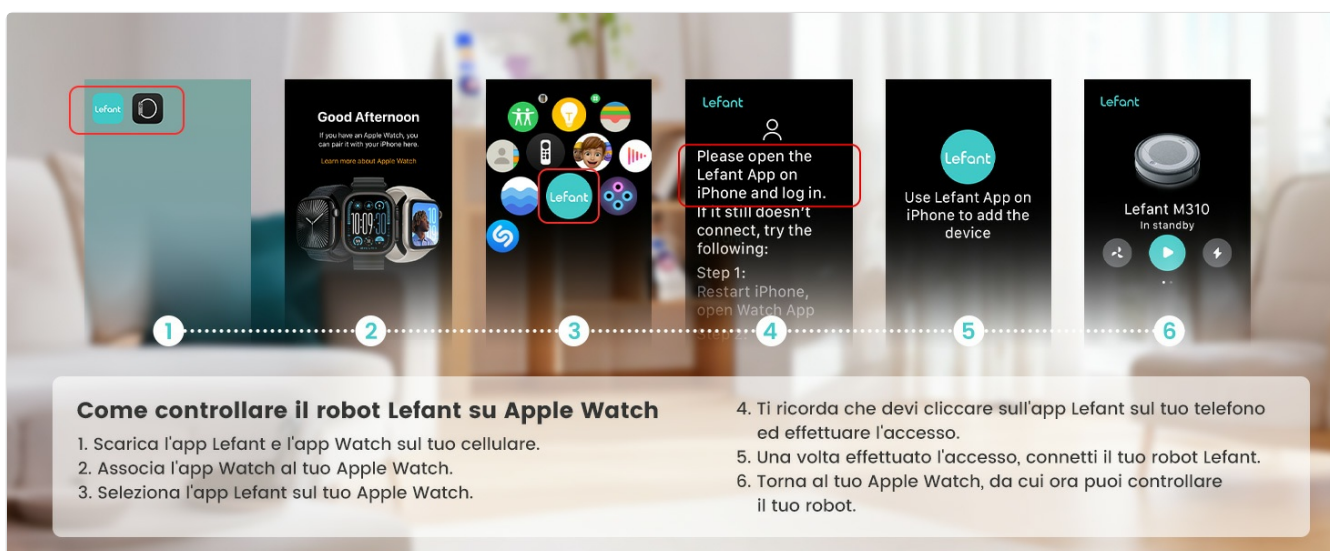 Lefant
Good Afternoon
If you have an Apple Watch, you
can pair it with your iPhone here.
Learn more about Apple Watch
10:09
Lefant
Lefant
Please open the
Lefant App on
iPhone and log in.
If it still doesn't
connect, try the
following:
Step 1:
Restart iPhone,
open Watch App
Step 2:
Lefant
Use Lefant App on
iPhone to add the
device
Lefant
Lefant M310
In standby
1
2
3
4
5
6
Come controllare il robot Lefant su Apple Watch
1. Scarica l'app Lefant e l'app Watch sul tuo cellulare.
2. Associa l'app Watch al tuo Apple Watch.
3. Seleziona l'app Lefant sul tuo Apple Watch.
4. Ti ricorda che devi cliccare sull'app Lefant sul tuo telefono
ed effettuare l'accesso.
5. Una volta effettuato l'accesso, connetti il tuo robot Lefant.
6. Torna al tuo Apple Watch, da cui ora puoi controllare
il tuo robot.